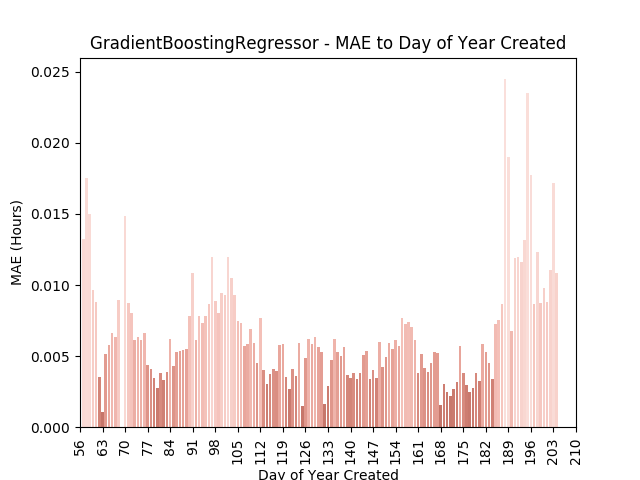 GradientBoostingRegressor - MAE to Day of Year Created
0.025
0.020
0.015
0.010
0.005
0.000
MAE (Hours)
56 63 70 77 84 91 98 105 112 119 126 133 140 147 154 161 168 175 182 189 196 203 210
Day of Year Created